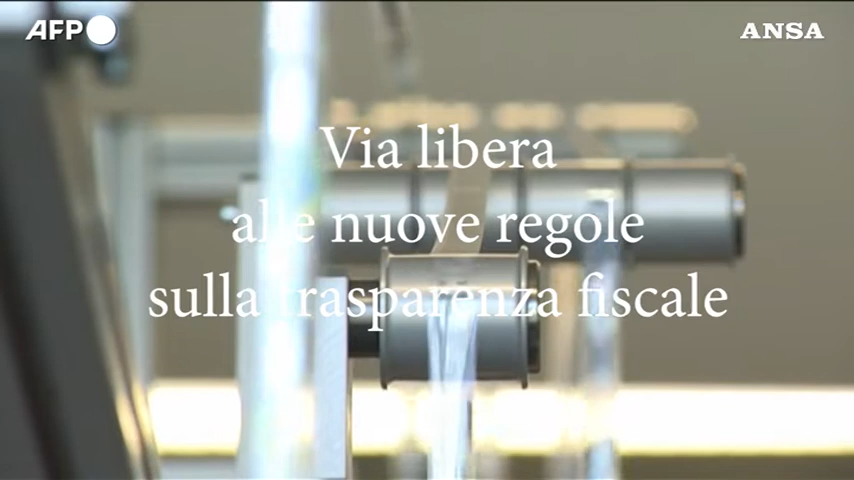 AFP
ANSA
Via libera
alle nuove regole
sulla trasparenza fiscale